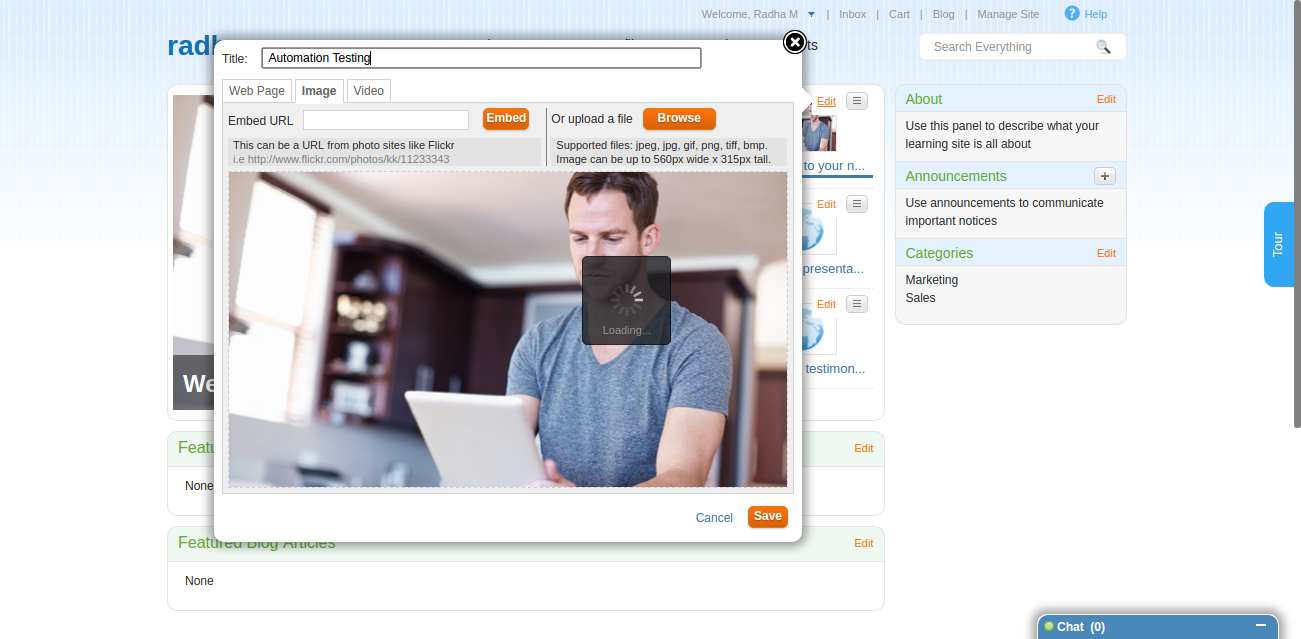 Welcome, Radha M | Inbox | Cart | Blog | Manage Site ? Help
radh
ts
Search Everything
Title: Automation Testing
Web Page Image Video
Embed URL Embed Or upload a file Browse
This can be a URL from photo sites like Flickr
i.e http://www.flickr.com/photos/kk/11233343
Supported files: jpeg, jpg, gif, png, tiff, bmp.
Image can be up to 560px wide x 315px tall.
Loading...
Cancel Save
We
Edit
to your n...
Edit
presenta...
Edit
testimon...
Featu
Edit
None
Featured Blog Articles
Edit
None
About Edit
Use this panel to describe what your
learning site is all about
Announcements +
Use announcements to communicate
important notices
Categories Edit
Marketing
Sales
Tour
Chat (0)